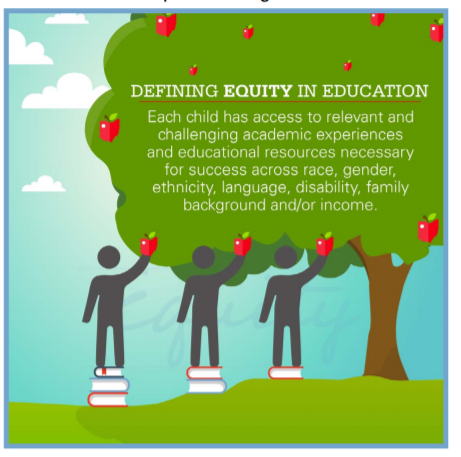 DEFINING EQUITY IN EDUCATION
Each child has access to relevant and
challenging academic experiences
and educational resources necessary
for success across race, gender,
ethnicity, language, disability, family
background and/or income.
equity